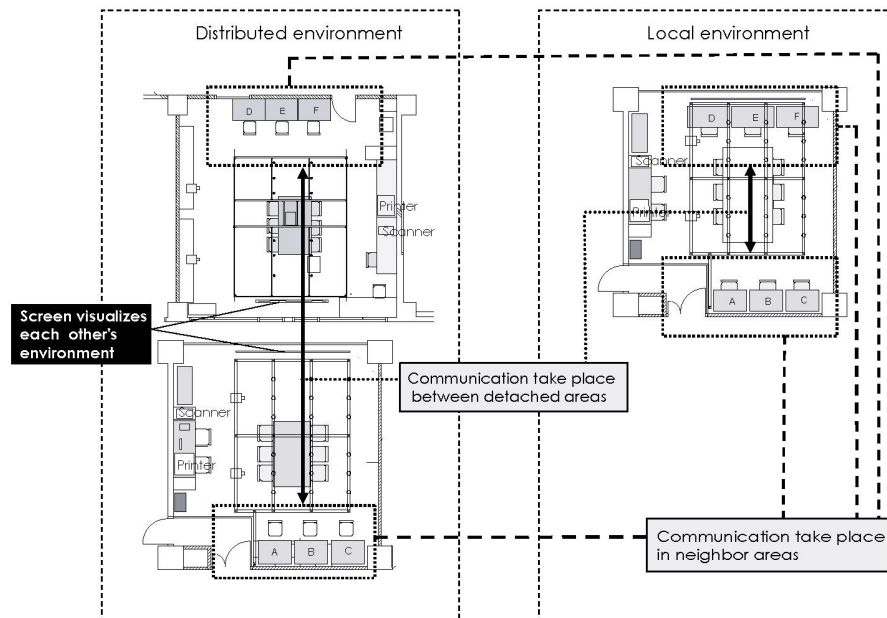 Distributed environment
Local environment
D E F
Printer
Scanner
Screen visualizes
each other's
environment
Scanner
Printer
A B C
D E F
Scanner
Printer
A B C
Communication take place
between detached areas
Communication take place
in neighbor areas